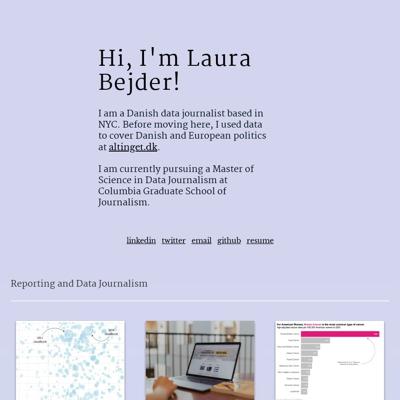 Hi, I'm Laura
Bejder!
I am a Danish data journalist based in
NYC. Before moving here, I used data
to cover Danish and European politics
at altinget.dk.
I am currently pursuing a Master of
Science in Data Journalism at
Columbia Graduate School of
Journalism.
linkedin twitter email github resume
Reporting and Data Journalism